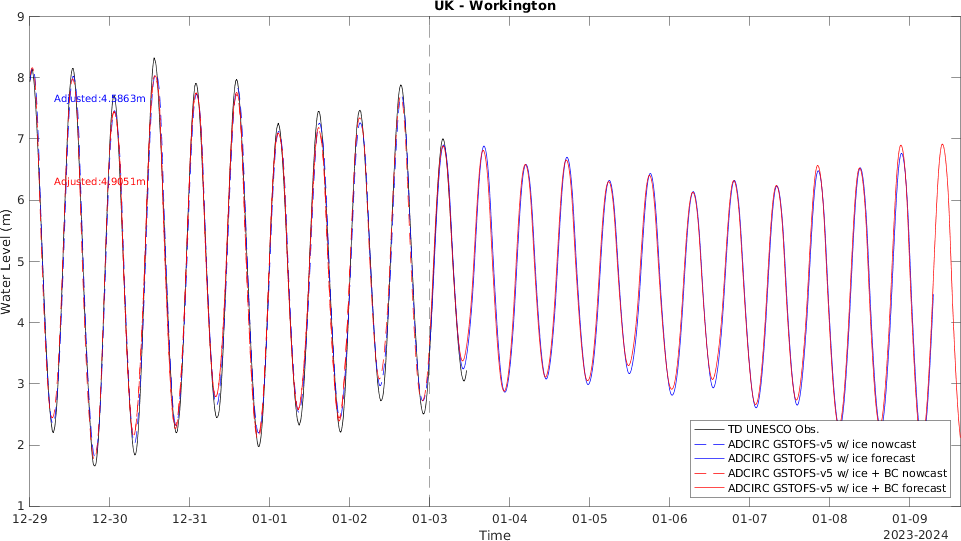 UK - Workington
9
8
7
6
5
4
3
2
1
Water Level (m)
Adjusted:4.5863m
Adjusted:4.9051m
TD UNESCO Obs.
ADCIRC GSTOFS-v5 w/ ice nowcast
ADCIRC GSTOFS-v5 w/ ice forecast
ADCIRC GSTOFS-v5 w/ ice + BC nowcast
ADCIRC GSTOFS-v5 w/ ice + BC forecast
12-29 12-30 12-31 01-01 01-02 01-03 01-04 01-05 01-06 01-07 01-08 01-09
Time
2023-2024